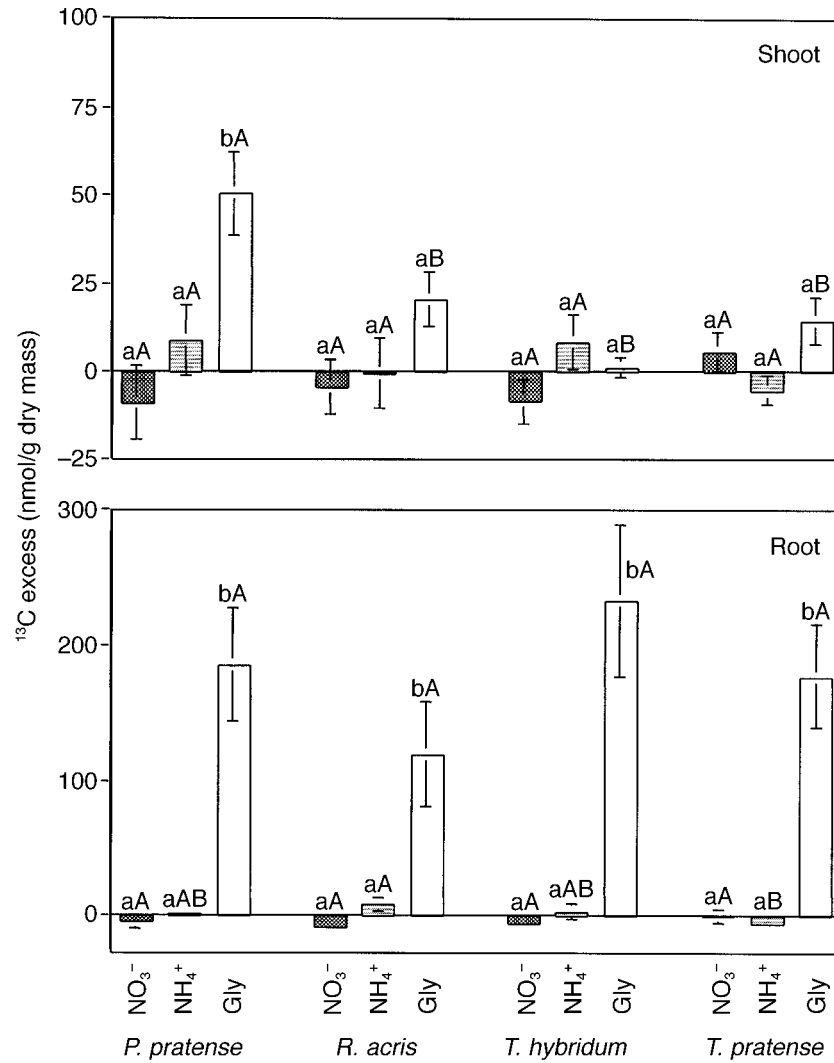 100
75
50
25
0
–25
Shoot
aA
aA
bA
aA
aA
aB
aA
aA
aB
aA
aA
aB
¹³C excess (nmol/g dry mass)
300
200
100
0
Root
aA
aAB
bA
aA
aA
bA
aA
aAB
bA
aA
aB
bA
NO₃⁻ NH₄⁺ Gly NO₃⁻ NH₄⁺ Gly NO₃⁻ NH₄⁺ Gly NO₃⁻ NH₄⁺ Gly
P. pratense R. acris T. hybridum T. pratense